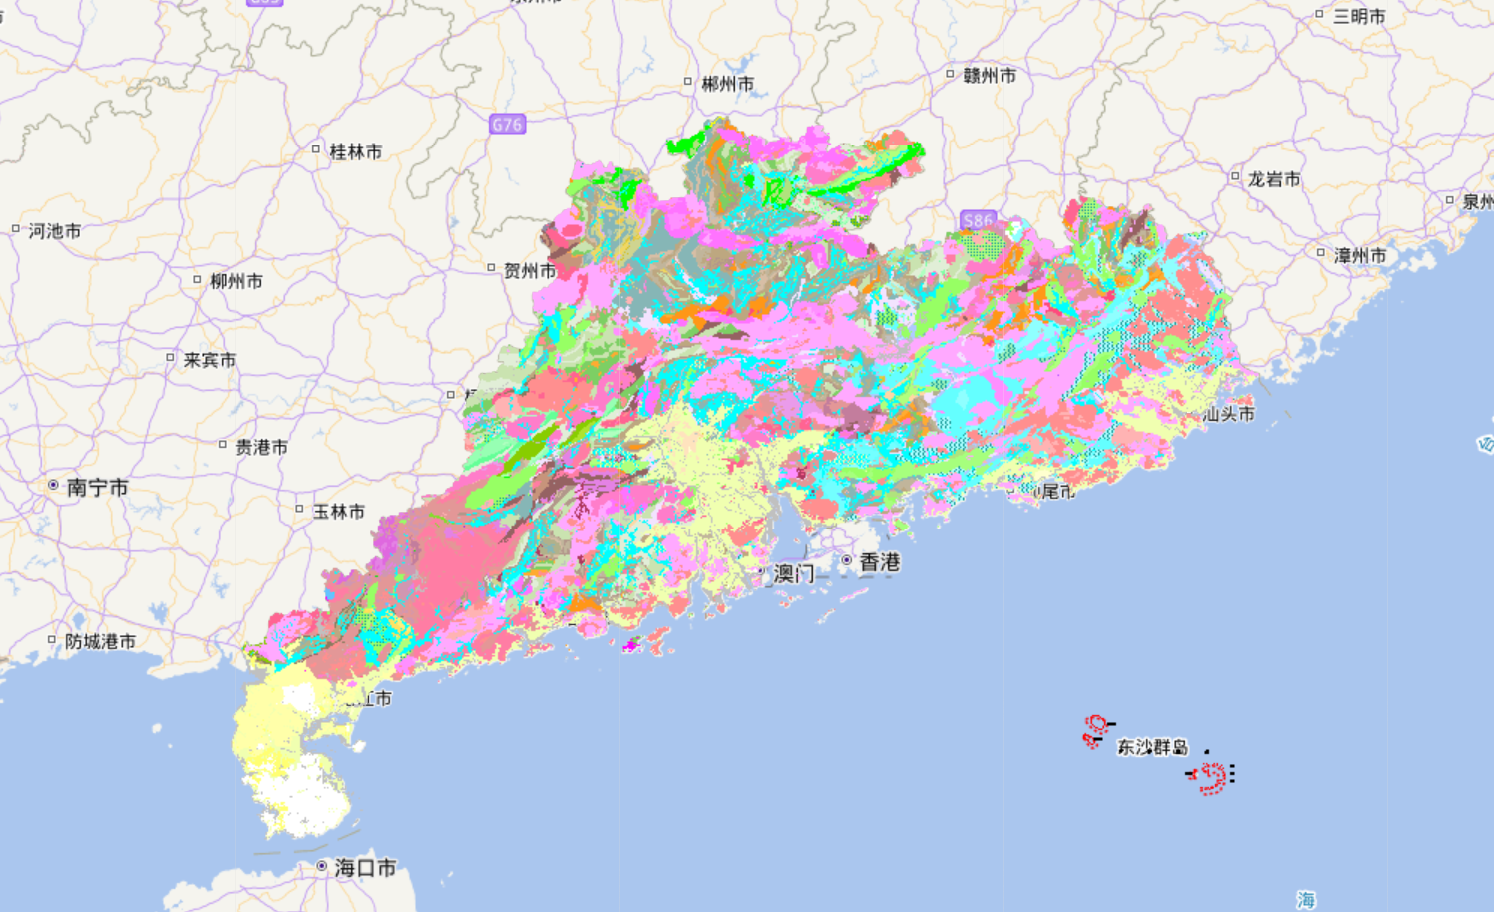 三明市
郴州市
赣州市
G76
桂林市
龙岩市
泉州
S86
河池市
漳州市
贺州市
柳州市
来宾市
汕头市
贵港市
南宁市
尾市
玉林市
香港
澳门
防城港市
江市
东沙群岛
海口市
海